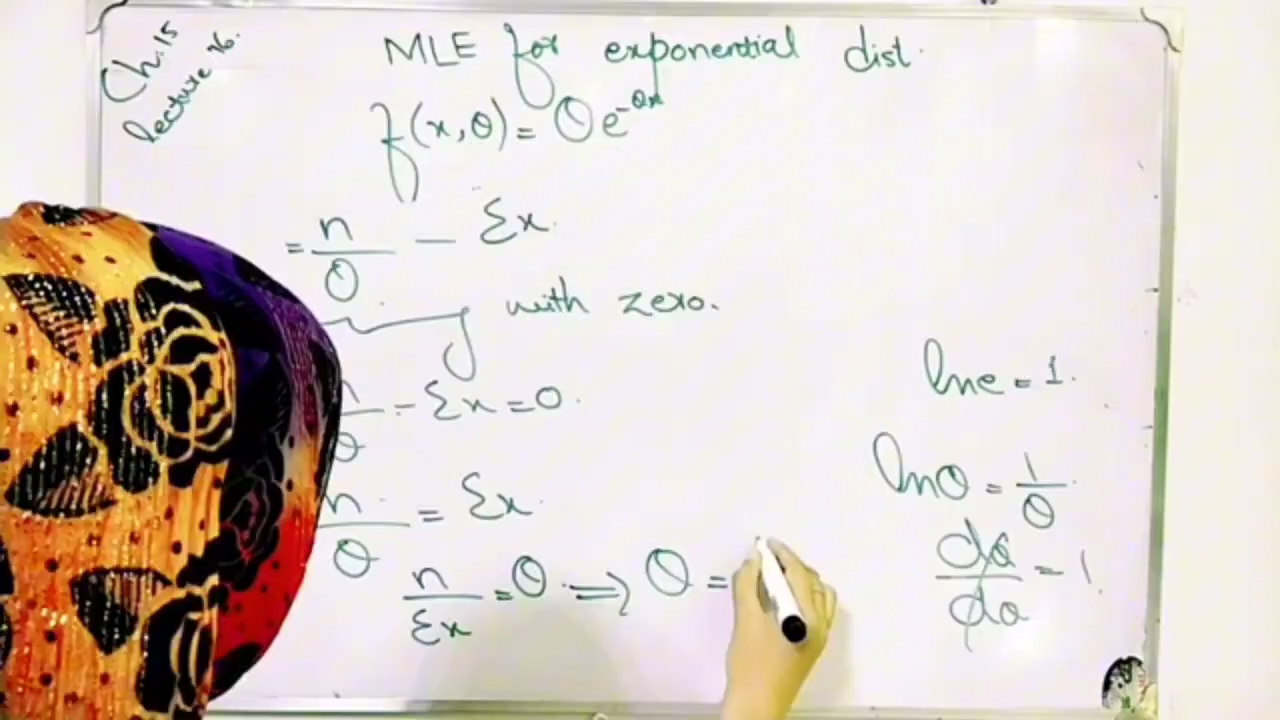 Ch. 15
lecture 16.
MLE for exponential dist.
f(x,θ) = θe^-θx
= n/θ - Σx.
with zero.
n/θ - Σx = 0.
n/θ = Σx.
n/Σx = θ ⇒ θ =
lne = 1.
lnθ = 1/θ
dθ/dθ = 1.